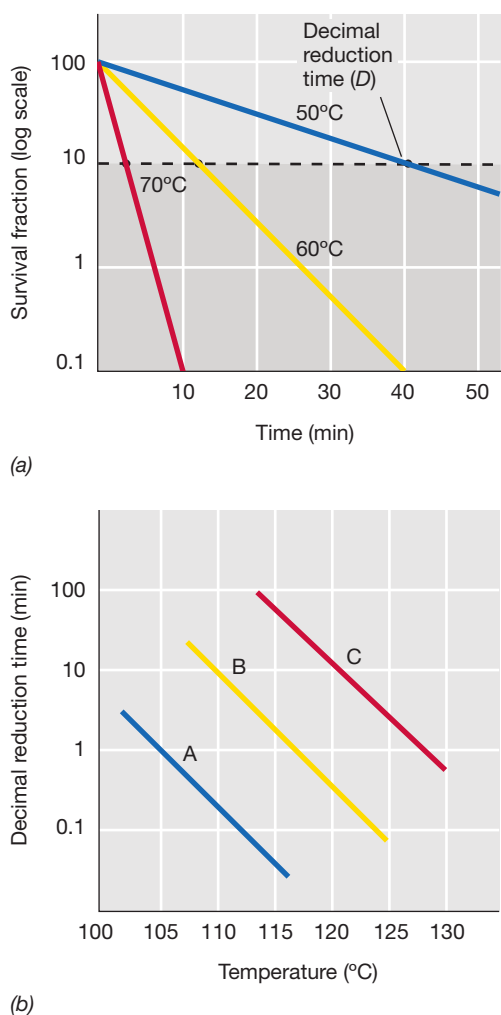 Decimal
reduction
time (D)
Survival fraction (log scale)
100
10
1
0.1
50°C
70°C
60°C
10
20
30
40
50
Time (min)
(a)
Decimal reduction time (min)
100
10
1
0.1
A
B
C
100
105
110
115
120
125
130
Temperature (°C)
(b)